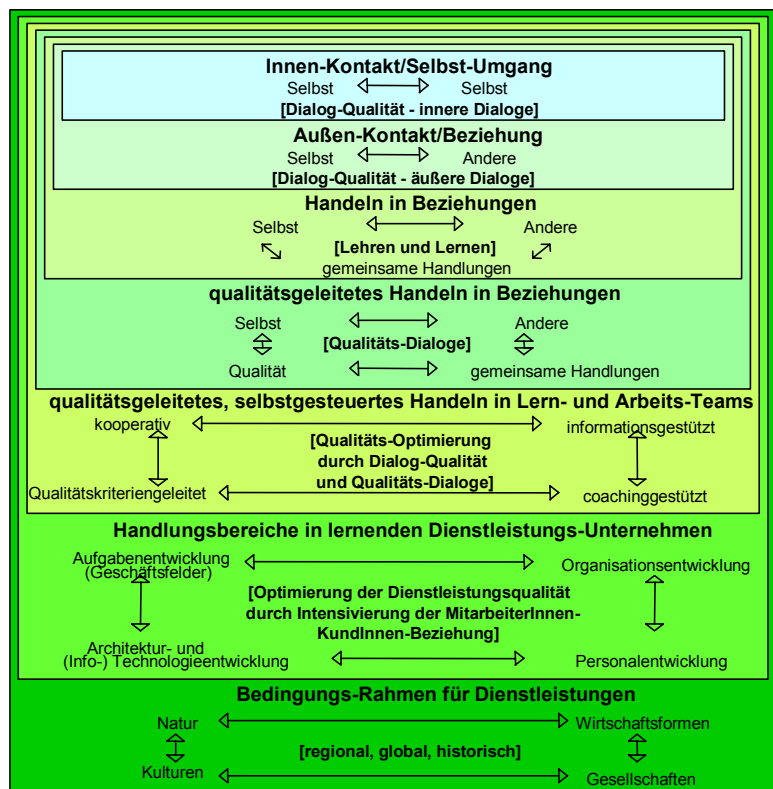 Innen-Kontakt/Selbst-Umgang
Selbst Selbst
[Dialog-Qualität - innere Dialoge]
Außen-Kontakt/Beziehung
Selbst Andere
[Dialog-Qualität - äußere Dialoge]
Handeln in Beziehungen
Selbst Andere
[Lehren und Lernen]
gemeinsame Handlungen
qualitätsgeleitetes Handeln in Beziehungen
Selbst Andere
[Qualitäts-Dialoge]
Qualität gemeinsame Handlungen
qualitätsgeleitetes, selbstgesteuertes Handeln in Lern- und Arbeits-Teams
kooperativ informationsgestützt
[Qualitäts-Optimierung
durch Dialog-Qualität
und Qualitäts-Dialoge]
Qualitätskriteriengeleitet coachinggestützt
Handlungsbereiche in lernenden Dienstleistungs-Unternehmen
Aufgabenentwicklung
(Geschäftsfelder)
Organisationsentwicklung
[Optimierung der Dienstleistungsqualität
durch Intensivierung der MitarbeiterInnen-
KundInnen-Beziehung]
Architektur- und
(Info-) Technologieentwicklung
Personalentwicklung
Bedingungs-Rahmen für Dienstleistungen
Natur Wirtschaftsformen
[regional, global, historisch]
Kulturen Gesellschaften